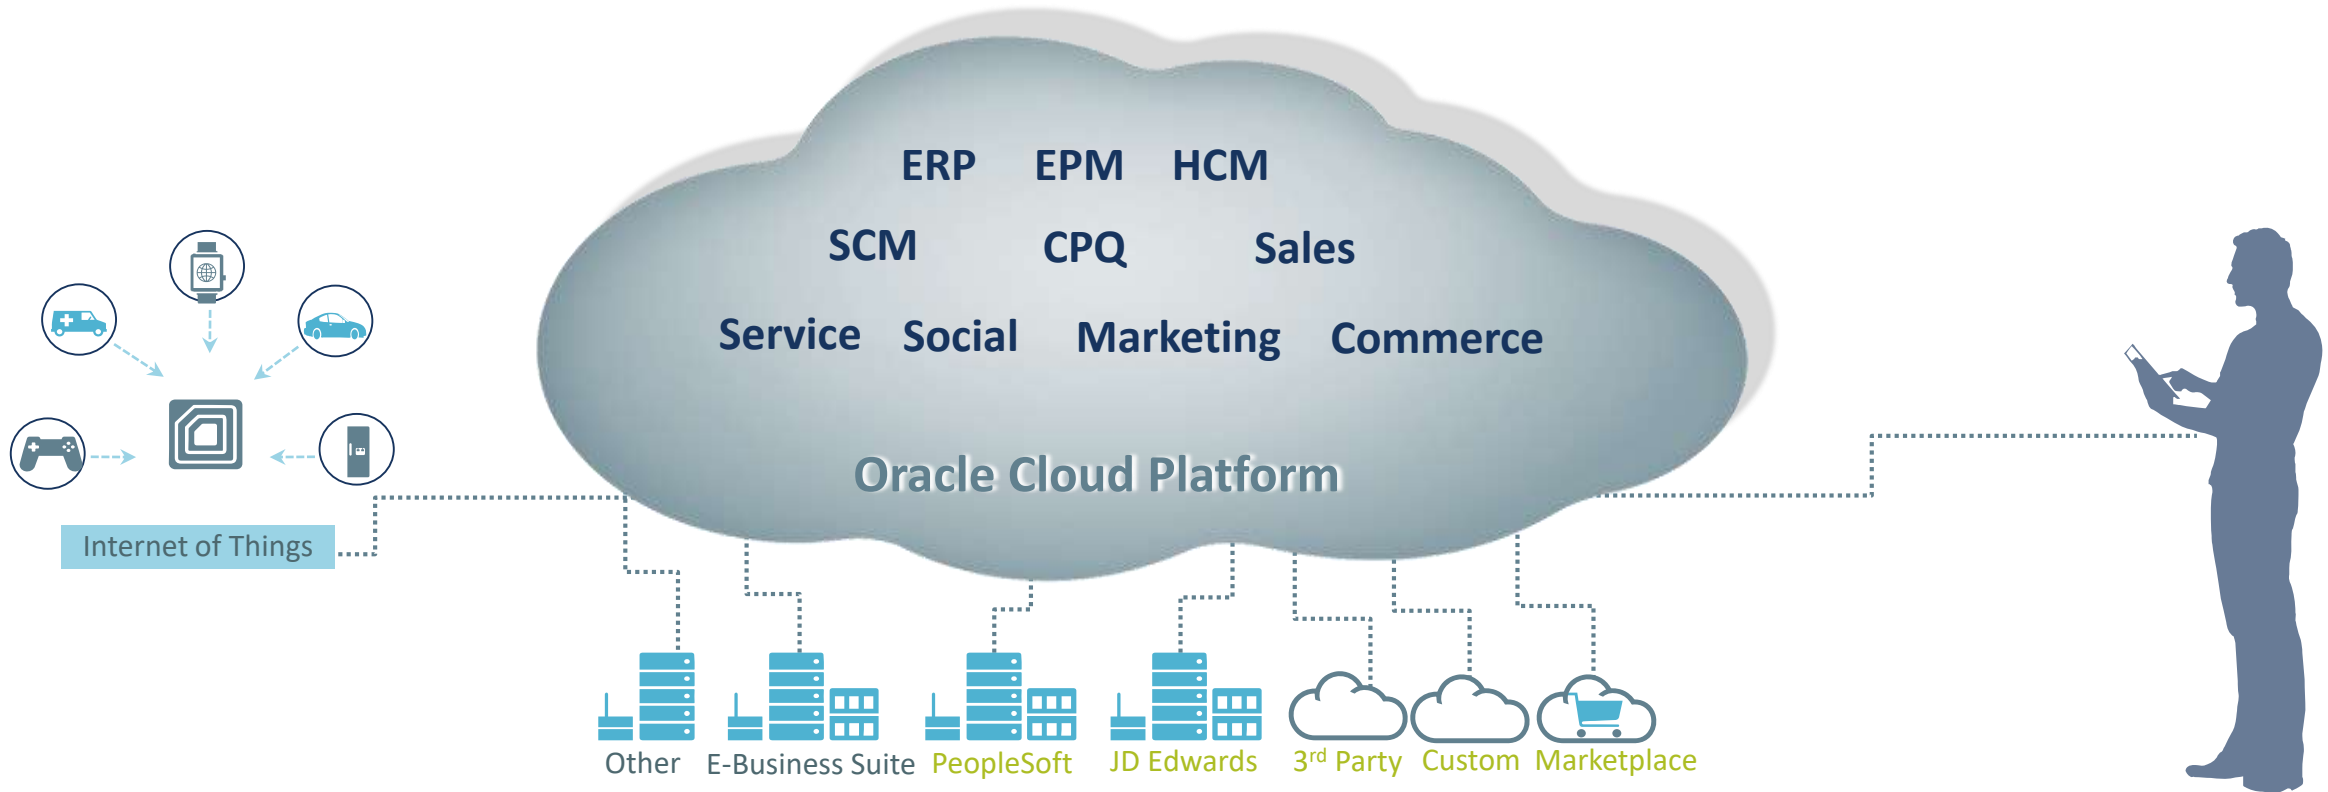 ERP EPM HCM
SCM CPQ Sales
Service Social Marketing Commerce
Oracle Cloud Platform
Internet of Things
Other E-Business Suite PeopleSoft JD Edwards 3rd Party Custom Marketplace